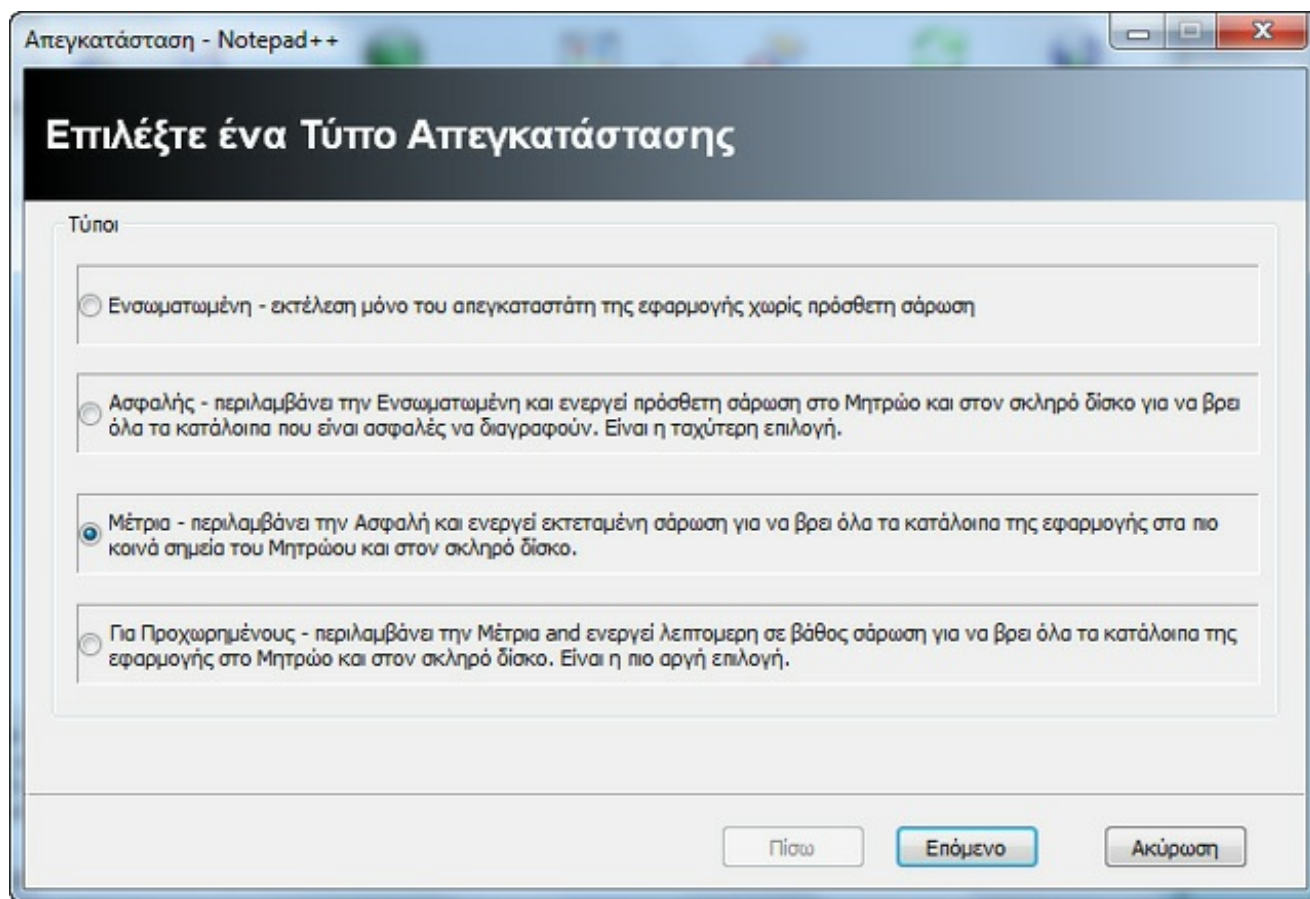 Απεγκατάσταση - Notepad++
Επιλέξτε ένα Τύπο Απεγκατάστασης
Τύποι
Ενσωματωμένη - εκτέλεση μόνο του απεγκαταστάτη της εφαρμογής χωρίς πρόσθετη σάρωση
Ασφαλής - περιλαμβάνει την Ενσωματωμένη και ενεργεί πρόσθετη σάρωση στο Μητρώο και στον σκληρό δίσκο για να βρει
όλα τα κατάλοιπα που είναι ασφαλές να διαγραφούν. Είναι η ταχύτερη επιλογή.
Μέτρια - περιλαμβάνει την Ασφαλή και ενεργεί εκτεταμένη σάρωση για να βρει όλα τα κατάλοιπα της εφαρμογής στα πιο
κοινά σημεία του Μητρώου και στον σκληρό δίσκο.
Για Προχωρημένους - περιλαμβάνει την Μέτρια and ενεργεί λεπτομερη σε βάθος σάρωση για να βρει όλα τα κατάλοιπα της
εφαρμογής στο Μητρώο και στον σκληρό δίσκο. Είναι η πιο αργή επιλογή.
Πίσω
Επόμενο
Ακύρωση